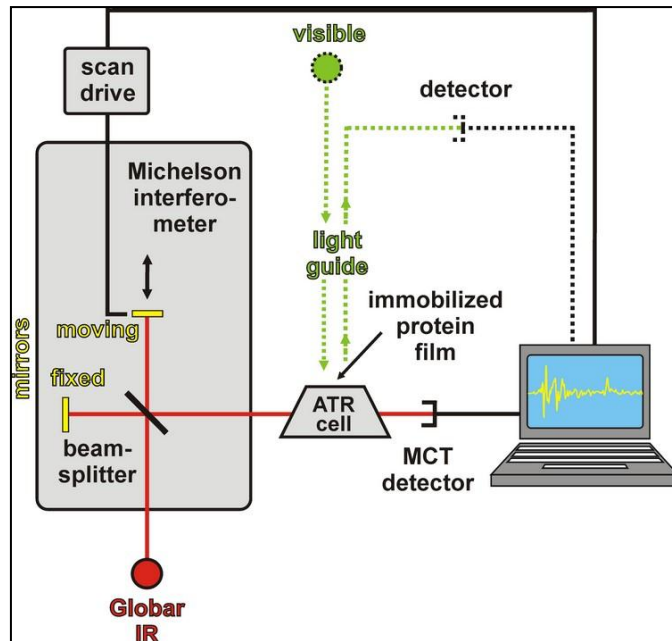 visible
scan
drive
detector
Michelson
interfero-
meter
light
guide
immobilized
protein
film
moving
mirrors
fixed
ATR
cell
beam-
splitter
MCT
detector
Globar
IR